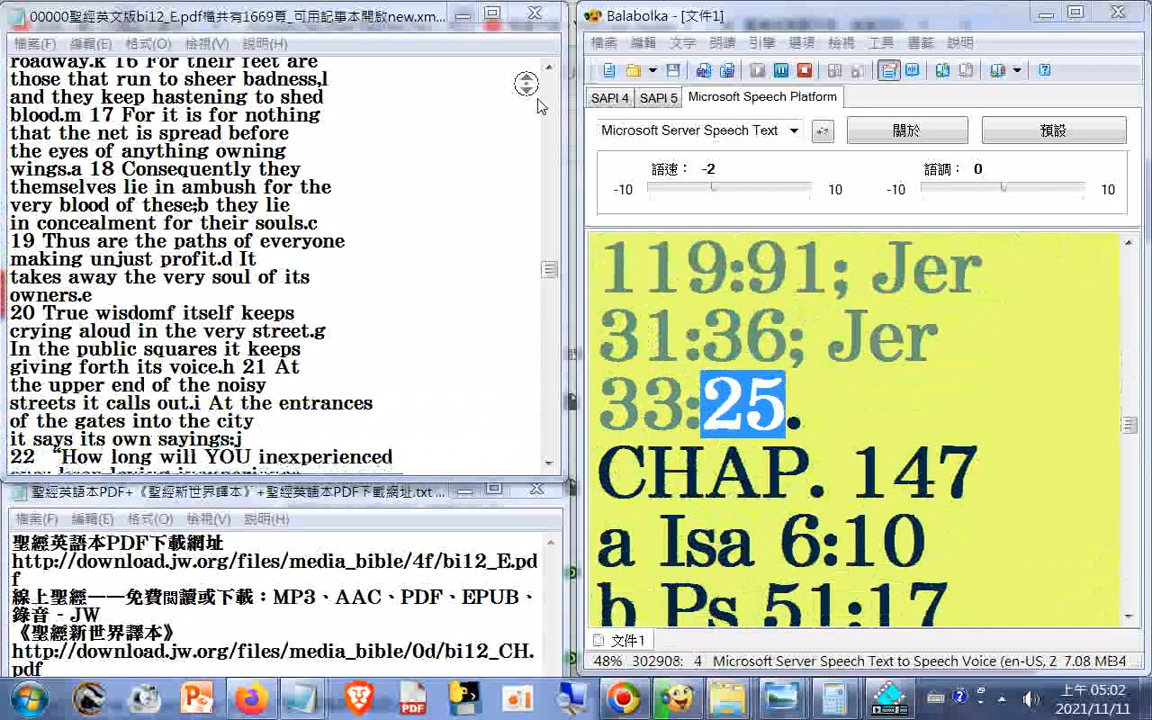 00000聖經英文版bi12_E.pdf檔共有1669頁_可用記事本開啟new.xm...
檔案(F) 編輯(E) 格式(O) 檢視(V) 說明(H)
roadway.k 16 For their feet are
those that run to sheer badness,l
and they keep hastening to shed
blood.m 17 For it is for nothing
that the net is spread before
the eyes of anything owning
wings.a 18 Consequently they
themselves lie in ambush for the
very blood of these;b they lie
in concealment for their souls.c
19 Thus are the paths of everyone
making unjust profit.d It
takes away the very soul of its
owners.e
20 True wisdomf itself keeps
crying aloud in the very street.g
In the public squares it keeps
giving forth its voice.h 21 At
the upper end of the noisy
streets it calls out.i At the entrances
of the gates into the city
it says its own sayings:j
22 “How long will YOU inexperienced
聖經英語本PDF+《聖經新世界譯本》+聖經英語本PDF下載網址.txt ...
檔案(F) 編輯(E) 格式(O) 檢視(V) 說明(H)
聖經英語本PDF下載網址
http://download.jw.org/files/media_bible/4f/bi12_E.pd
f
線上聖經——免費閱讀或下載：MP3、AAC、PDF、EPUB、
錄音 - JW
《聖經新世界譯本》
http://download.jw.org/files/media_bible/0d/bi12_CH.
pdf
Balabolka - [文件1]
檔案 編輯 文字 朗讀 引擎 選項 檢視 工具 書籤 說明
SAPI 4 SAPI 5 Microsoft Speech Platform
Microsoft Server Speech Text 關於 預設
語速： -2 語調： 0
-10 10 -10 10
119:91; Jer
31:36; Jer
33:25.
CHAP. 147
a Isa 6:10
b Ps 51:17
文件1
48% 302908: 4 Microsoft Server Speech Text to Speech Voice (en-US, 2 7.08 MB34
上午 05:02
2021/11/11